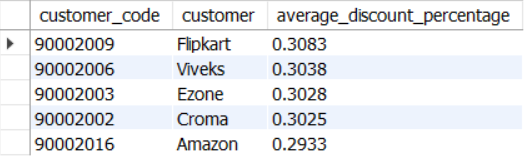 customer_code customer average_discount_percentage
90002009 Flipkart 0.3083
90002006 Viveks 0.3038
90002003 Ezone 0.3028
90002002 Croma 0.3025
90002016 Amazon 0.2933